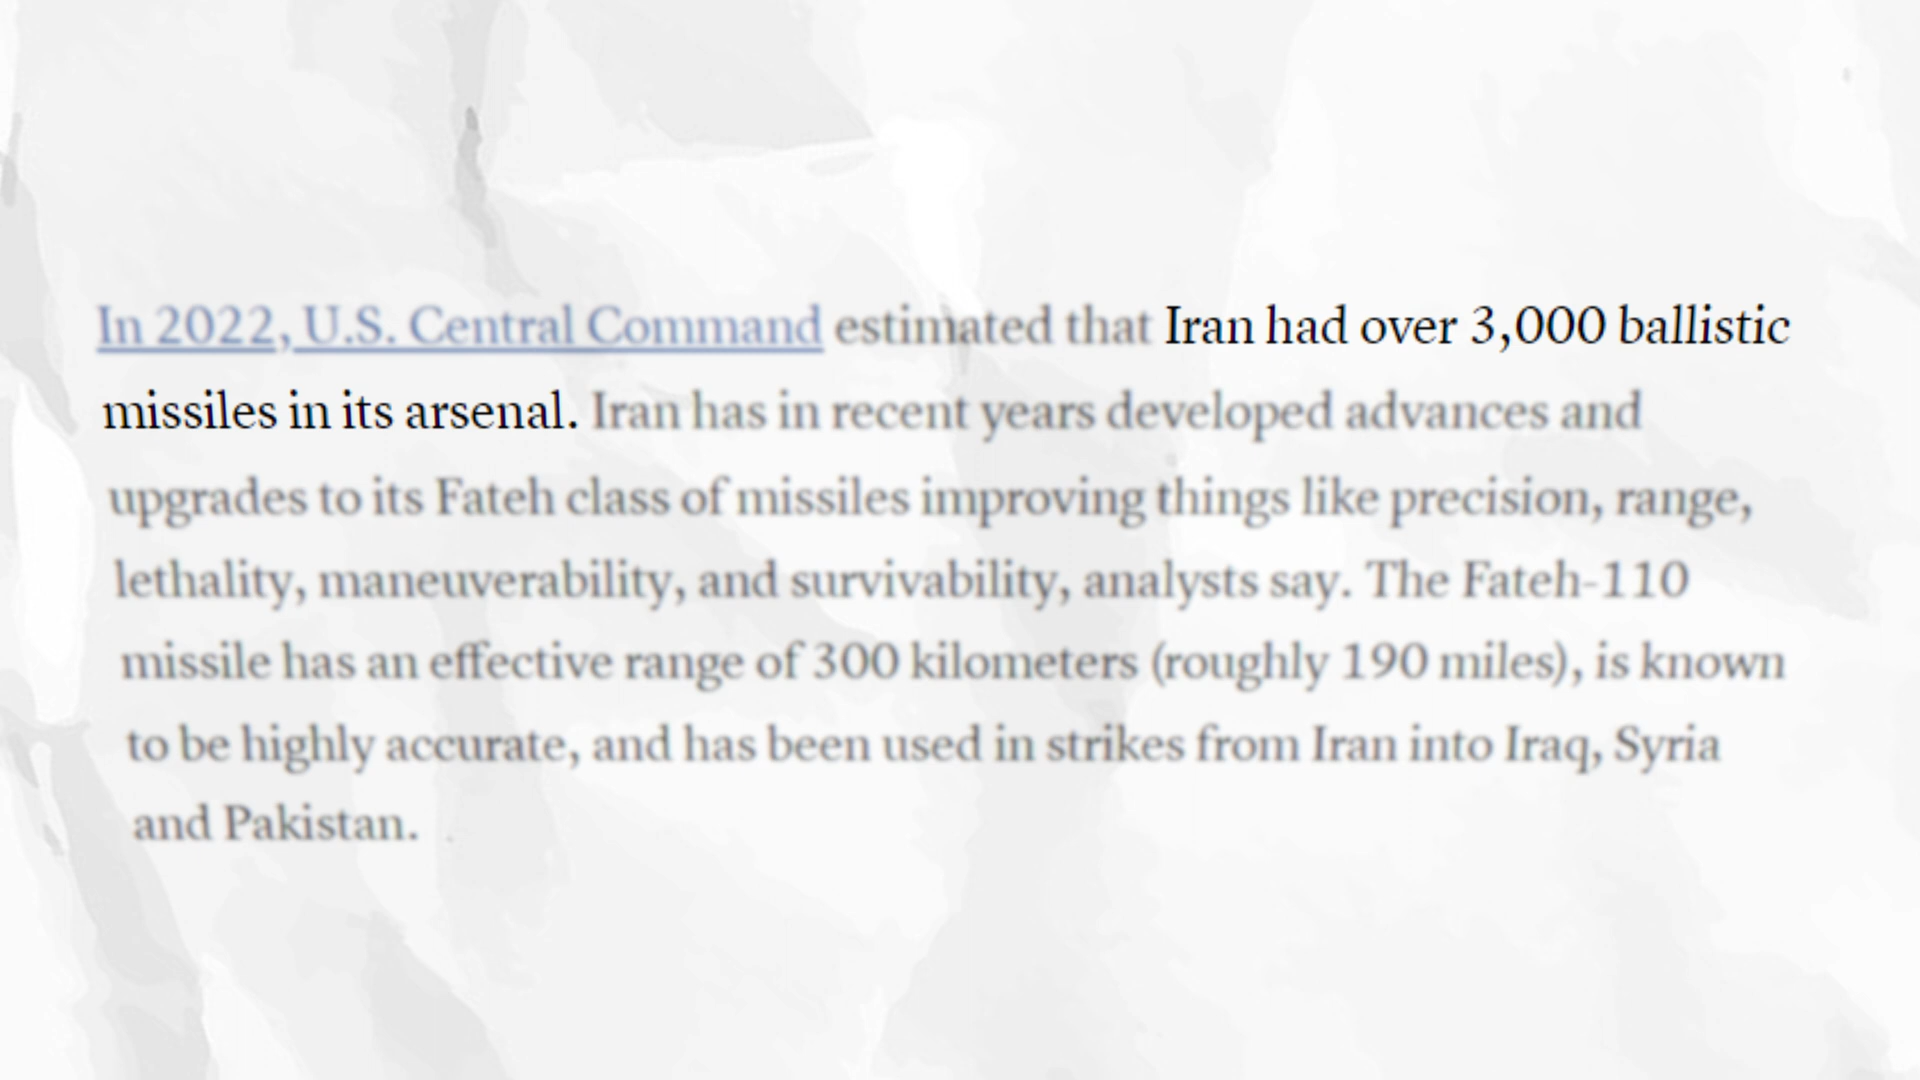 In 2022, U.S. Central Command estimated that Iran had over 3,000 ballistic
missiles in its arsenal. Iran has in recent years developed advances and
upgrades to its Fateh class of missiles improving things like precision, range,
lethality, maneuverability, and survivability, analysts say. The Fateh-110
missile has an effective range of 300 kilometers (roughly 190 miles), is known
to be highly accurate, and has been used in strikes from Iran into Iraq, Syria
and Pakistan.